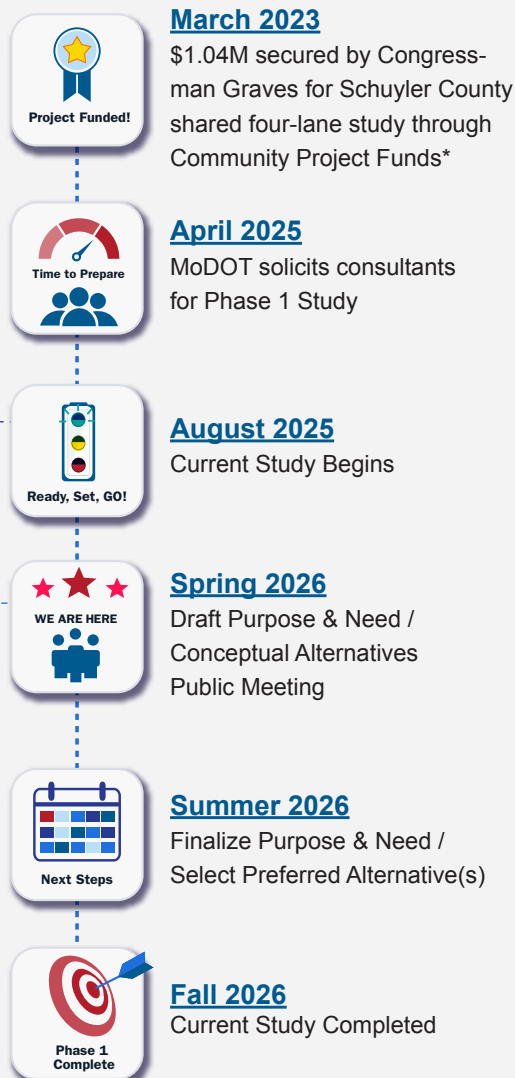 March 2023
$1.04M secured by Congress-
man Graves for Schuyler County
shared four-lane study through
Community Project Funds*
Project Funded!
April 2025
MoDOT solicits consultants
for Phase 1 Study
Time to Prepare
August 2025
Current Study Begins
Ready, Set, GO!
Spring 2026
Draft Purpose & Need /
Conceptual Alternatives
Public Meeting
WE ARE HERE
Summer 2026
Finalize Purpose & Need /
Select Preferred Alternative(s)
Next Steps
Fall 2026
Current Study Completed
Phase 1
Complete